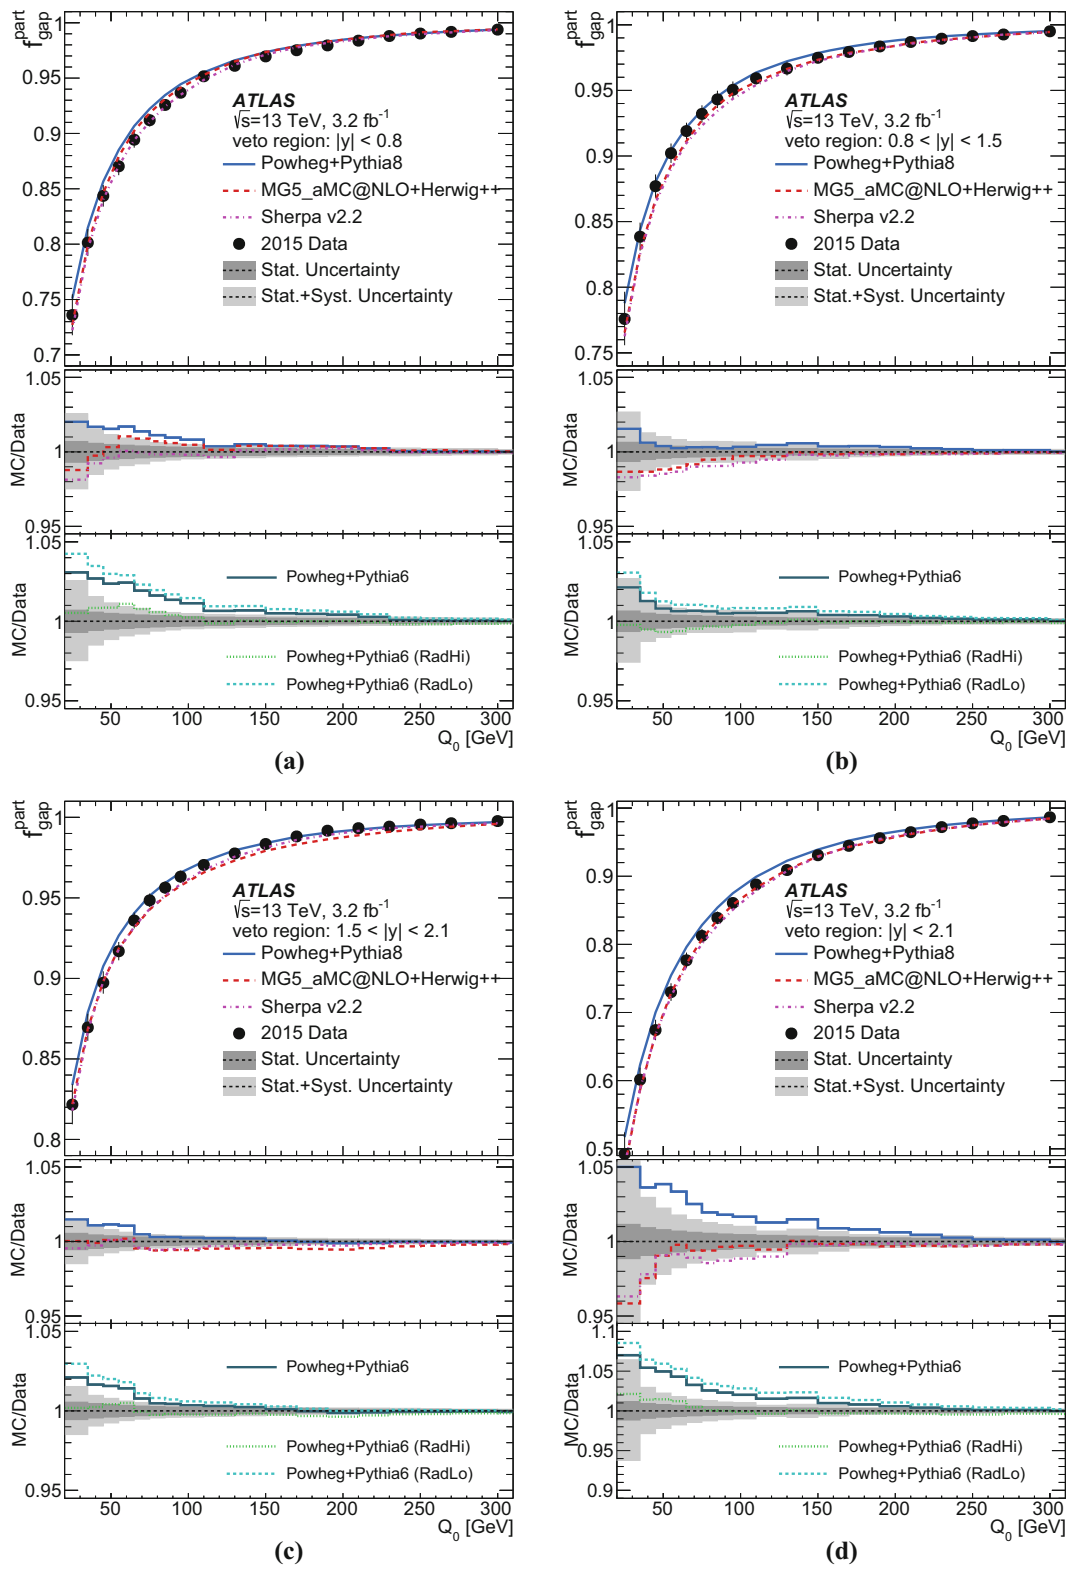 f_gap^part
1
0.95
0.9
0.85
0.8
0.75
0.7
ATLAS
√s=13 TeV, 3.2 fb⁻¹
veto region: |y| < 0.8
Powheg+Pythia8
MG5_aMC@NLO+Herwig++
Sherpa v2.2
2015 Data
Stat. Uncertainty
Stat.+Syst. Uncertainty
MC/Data
1.05
1
0.95
MC/Data
1.05
1
0.95
Powheg+Pythia6
Powheg+Pythia6 (RadHi)
Powheg+Pythia6 (RadLo)
50 100 150 200 250 300
Q₀ [GeV]
(a)
f_gap^part
1
0.95
0.9
0.85
0.8
0.75
ATLAS
√s=13 TeV, 3.2 fb⁻¹
veto region: 0.8 < |y| < 1.5
Powheg+Pythia8
MG5_aMC@NLO+Herwig++
Sherpa v2.2
2015 Data
Stat. Uncertainty
Stat.+Syst. Uncertainty
MC/Data
1.05
1
0.95
MC/Data
1.05
1
0.95
Powheg+Pythia6
Powheg+Pythia6 (RadHi)
Powheg+Pythia6 (RadLo)
50 100 150 200 250 300
Q₀ [GeV]
(b)
f_gap^part
1
0.95
0.9
0.85
0.8
ATLAS
√s=13 TeV, 3.2 fb⁻¹
veto region: 1.5 < |y| < 2.1
Powheg+Pythia8
MG5_aMC@NLO+Herwig++
Sherpa v2.2
2015 Data
Stat. Uncertainty
Stat.+Syst. Uncertainty
MC/Data
1.05
1
0.95
MC/Data
1.05
1
0.95
Powheg+Pythia6
Powheg+Pythia6 (RadHi)
Powheg+Pythia6 (RadLo)
50 100 150 200 250 300
Q₀ [GeV]
(c)
f_gap^part
1
0.9
0.8
0.7
0.6
0.5
ATLAS
√s=13 TeV, 3.2 fb⁻¹
veto region: |y| < 2.1
Powheg+Pythia8
MG5_aMC@NLO+Herwig++
Sherpa v2.2
2015 Data
Stat. Uncertainty
Stat.+Syst. Uncertainty
MC/Data
1.05
1
0.95
MC/Data
1.1
1.05
1
0.95
0.9
Powheg+Pythia6
Powheg+Pythia6 (RadHi)
Powheg+Pythia6 (RadLo)
50 100 150 200 250 300
Q₀ [GeV]
(d)